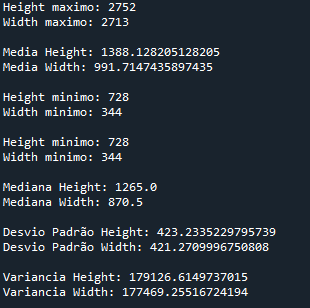 Height maximo: 2752
Width maximo: 2713
Media Height: 1388.128205128205
Media Width: 991.7147435897435
Height minimo: 728
Width minimo: 344
Height minimo: 728
Width minimo: 344
Mediana Height: 1265.0
Mediana Width: 870.5
Desvio Padrão Height: 423.2335229795739
Desvio Padrão Width: 421.2709996750808
Variancia Height: 179126.6149737015
Variancia Width: 177469.25516724194